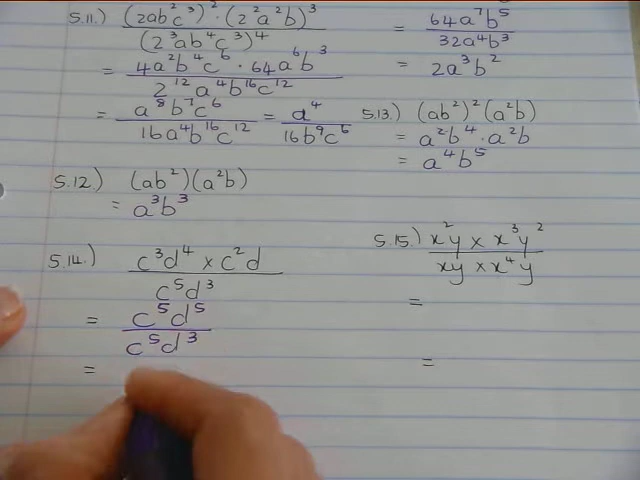 5.11.) (2ab²c³)² · (2²a²b)³
(2³ab⁴c³)⁴
= 4a²b⁴c⁶ · 64a⁶b³
2¹²a⁴b¹⁶c¹²
= a⁸b⁷c⁶ = a⁴
16a⁴b¹⁶c¹² 16b⁹c⁶
= 64a⁷b⁵
32a⁴b³
= 2a³b²
5.12.) (ab²)(a²b)
= a³b³
5.13.) (ab²)²(a²b)
= a²b⁴ · a²b
= a⁴b⁵
5.14.) c³d⁴ × c²d
c⁵d³
= c⁵d⁵
c⁵d³
=
5.15.) x²y × x³y²
xy × x⁴y
=
=